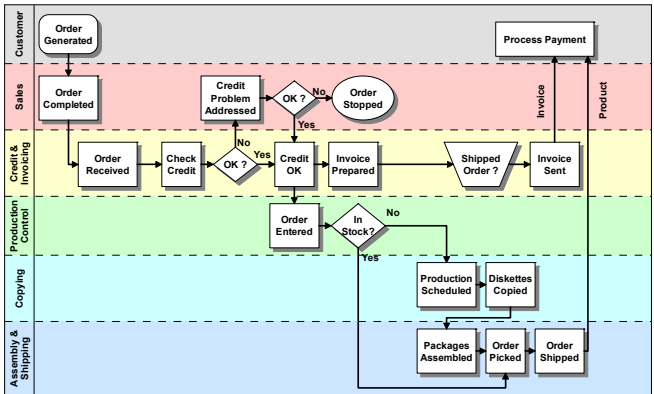 Customer
Order
Generated
Process Payment
Sales
Order
Completed
Credit
Problem
Addressed
OK ?
No
Order
Stopped
Yes
Invoice
Product
Credit &
Invoicing
Order
Received
Check
Credit
OK ?
No
Yes
Credit
OK
Invoice
Prepared
Shipped
Order ?
Invoice
Sent
Production
Control
Order
Entered
In
Stock?
No
Yes
Copying
Production
Scheduled
Diskettes
Copied
Assembly &
Shipping
Packages
Assembled
Order
Picked
Order
Shipped